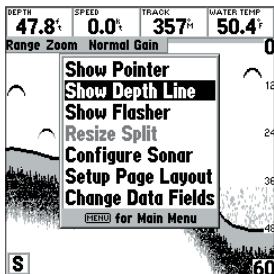 DEPTH SPEED TRACK WATER TEMP
47.8ft 0.0kt 357°M 50.4°F
Range Zoom Normal Gain 0
Show Pointer
12
Show Depth Line
Show Flasher
24
Resize Split
Configure Sonar
36
Setup Page Layout
Change Data Fields
48
MENU for Main Menu
S 60